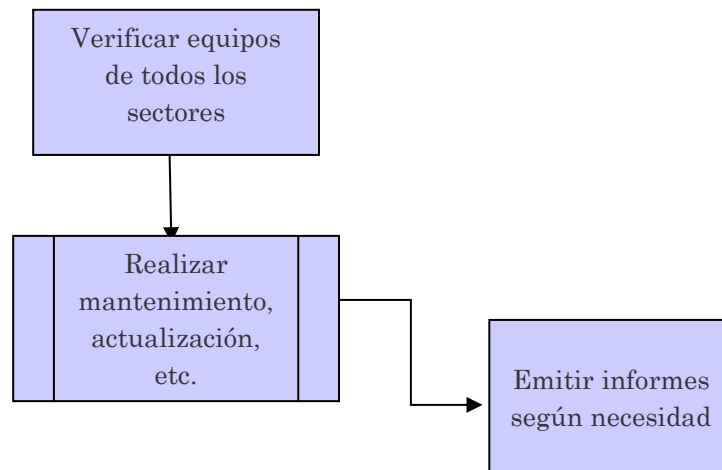 Verificar equipos
de todos los
sectores
Realizar
mantenimiento,
actualización,
etc.
Emitir informes
según necesidad